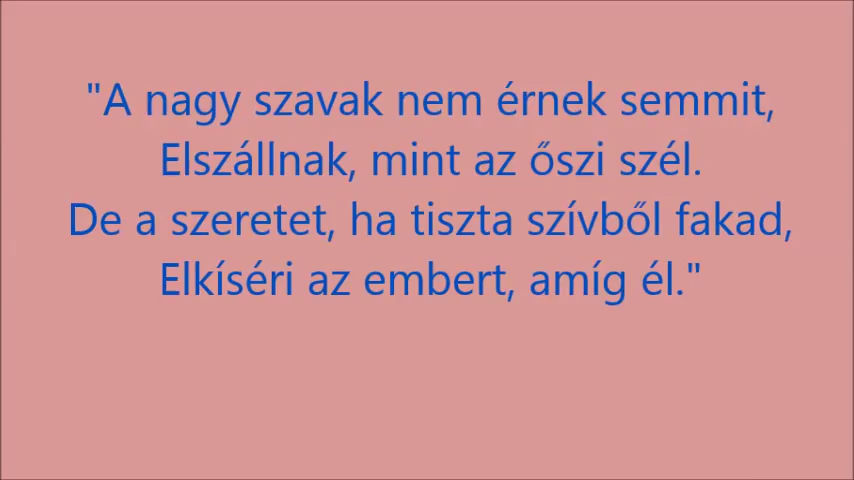 "A nagy szavak nem érnek semmit,
Elszállnak, mint az őszi szél.
De a szeretet, ha tiszta szívből fakad,
Elkíséri az embert, amíg él."